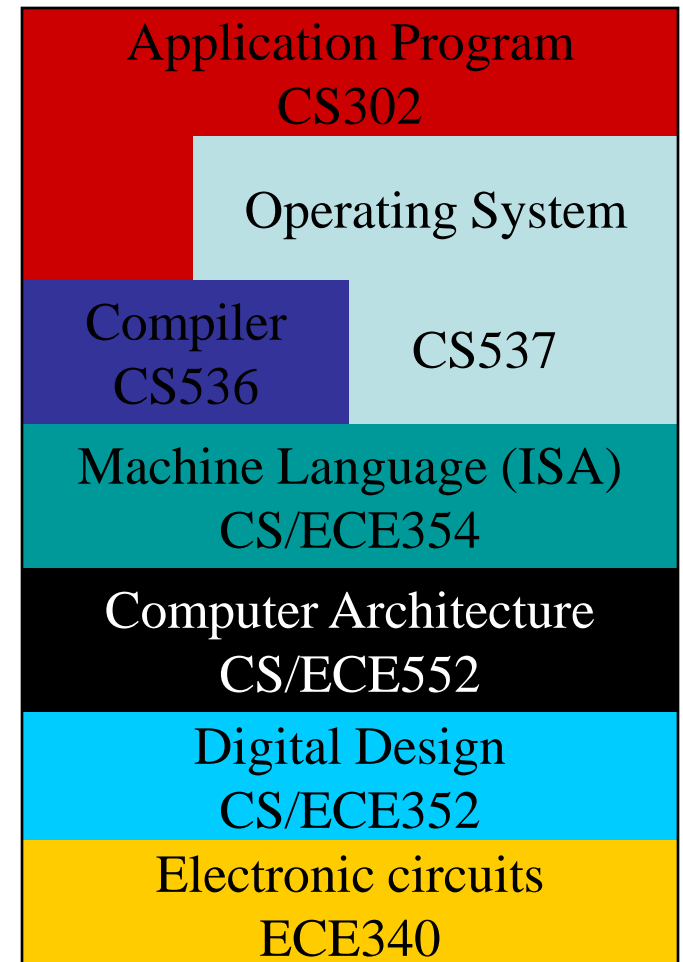 Application Program
CS302
Operating System
Compiler
CS536
CS537
Machine Language (ISA)
CS/ECE354
Computer Architecture
CS/ECE552
Digital Design
CS/ECE352
Electronic circuits
ECE340